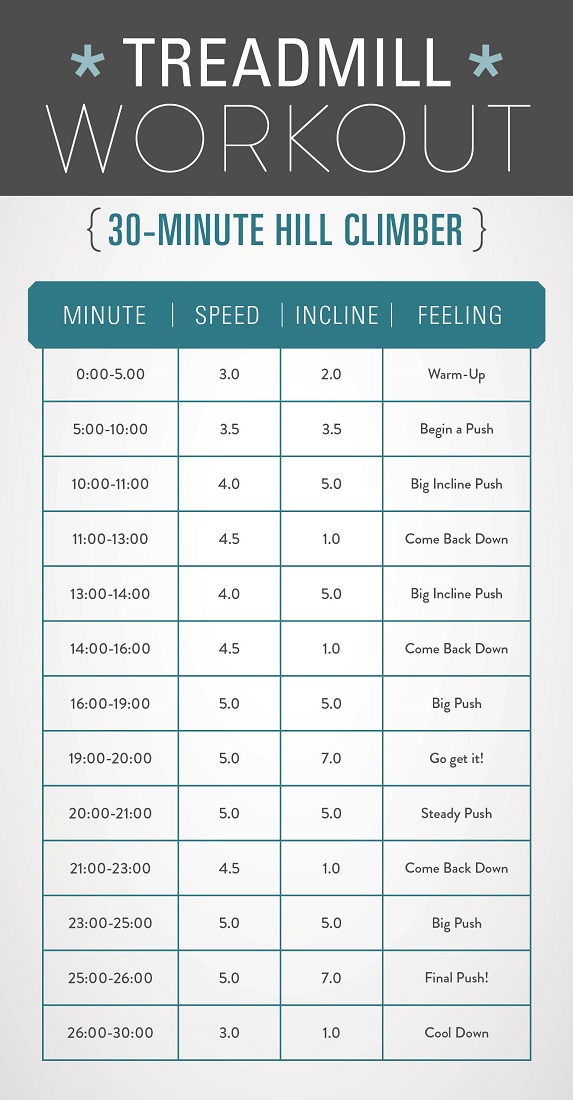 * TREADMILL *
WORKOUT
{ 30-MINUTE HILL CLIMBER }
MINUTE | SPEED | INCLINE | FEELING
0:00-5.00 3.0 2.0 Warm-Up
5:00-10:00 3.5 3.5 Begin a Push
10:00-11:00 4.0 5.0 Big Incline Push
11:00-13:00 4.5 1.0 Come Back Down
13:00-14:00 4.0 5.0 Big Incline Push
14:00-16:00 4.5 1.0 Come Back Down
16:00-19:00 5.0 5.0 Big Push
19:00-20:00 5.0 7.0 Go get it!
20:00-21:00 5.0 5.0 Steady Push
21:00-23:00 4.5 1.0 Come Back Down
23:00-25:00 5.0 5.0 Big Push
25:00-26:00 5.0 7.0 Final Push!
26:00-30:00 3.0 1.0 Cool Down